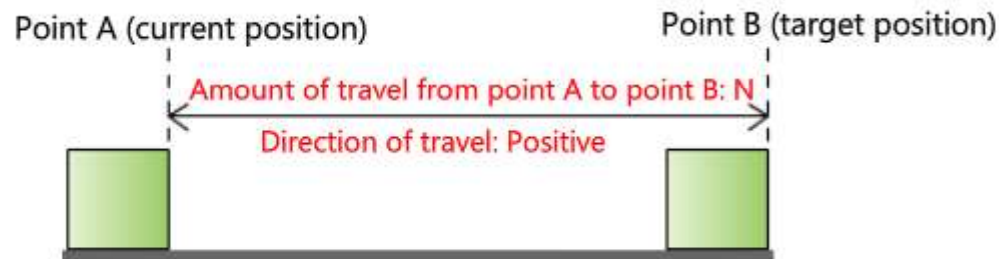 Point A (current position)
Point B (target position)
Amount of travel from point A to point B: N
Direction of travel: Positive